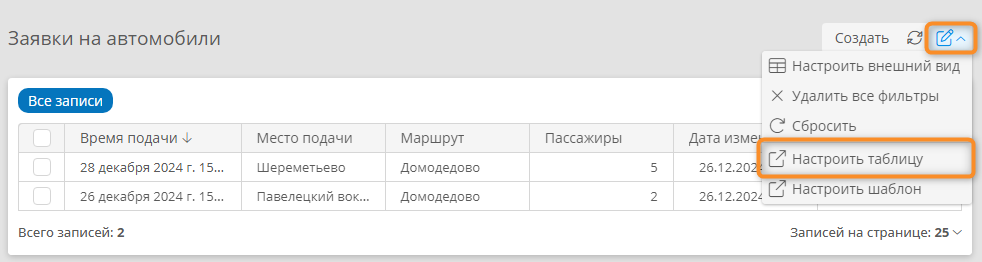 Заявки на автомобили
Создать
Настроить внешний вид
Удалить все фильтры
Сбросить
Настроить таблицу
Настроить шаблон
Все записи
Время подачи Место подачи Маршрут Пассажиры Дата измен
28 декабря 2024 г. 15... Шереметьево Домодедово 5 26.12.2024
26 декабря 2024 г. 15... Павелецкий вок... Домодедово 2 26.12.2024
Всего записей: 2 Записей на странице: 25